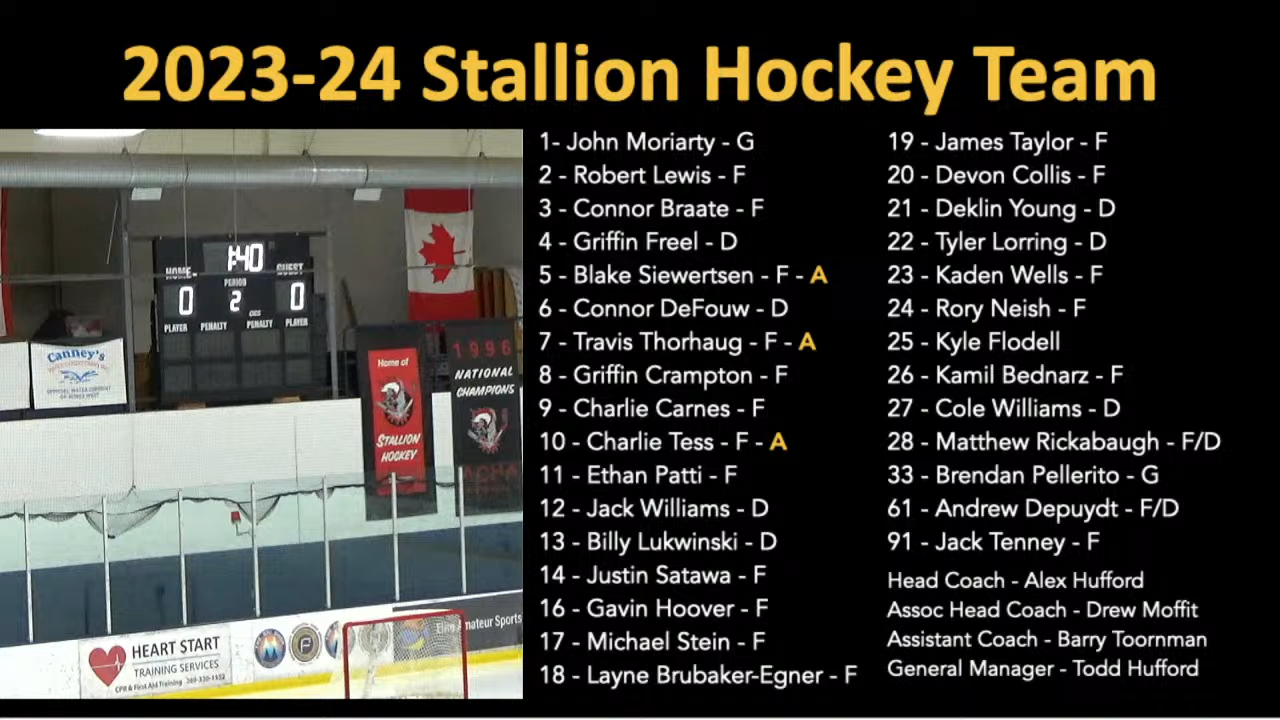 2023-24 Stallion Hockey Team
1- John Moriarty - G
2 - Robert Lewis - F
3 - Connor Braate - F
4 - Griffin Freel - D
5 - Blake Siewertsen - F - A
6 - Connor DeFouw - D
7 - Travis Thorhaug - F - A
8 - Griffin Crampton - F
9 - Charlie Carnes - F
10 - Charlie Tess - F - A
11 - Ethan Patti - F
12 - Jack Williams - D
13 - Billy Lukwinski - D
14 - Justin Satawa - F
16 - Gavin Hoover - F
17 - Michael Stein - F
18 - Layne Brubaker-Egner - F
19 - James Taylor - F
20 - Devon Collis - F
21 - Deklin Young - D
22 - Tyler Lorring - D
23 - Kaden Wells - F
24 - Rory Neish - F
25 - Kyle Flodell
26 - Kamil Bednarz - F
27 - Cole Williams - D
28 - Matthew Rickabaugh - F/D
33 - Brendan Pellerito - G
61 - Andrew Depuydt - F/D
91 - Jack Tenney - F
Head Coach - Alex Hufford
Assoc Head Coach - Drew Moffit
Assistant Coach - Barry Toornman
General Manager - Todd Hufford
1:40
HOME GUEST
PERIOD
0 2 0
PLAYER PENALTY PENALTY PLAYER
Canney's
Home of
STALLION
HOCKEY
1996
NATIONAL
CHAMPIONS
ACHA
HEART START
TRAINING SERVICES
CPR & First Aid Training
Amateur Sports